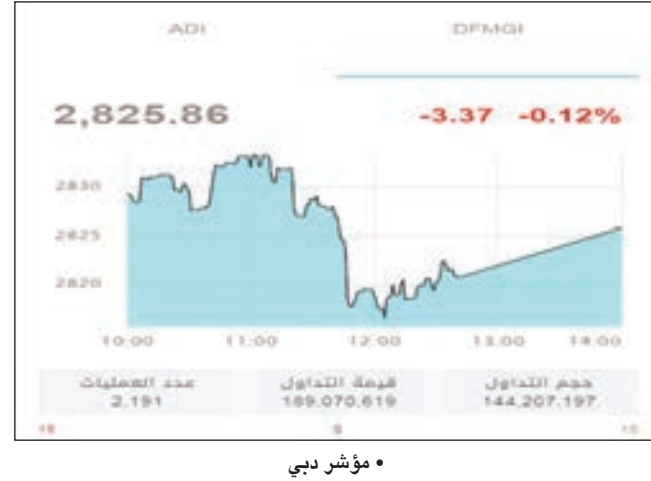 ADI DFMGI
2,825.86 -3.37 -0.12%
2830
2825
2820
10:00 11:00 12:00 13:00 14:00
حجم التداول قيمة التداول عدد العمليات
144,207,197 189,070,619 2,191
• مؤشر دبي